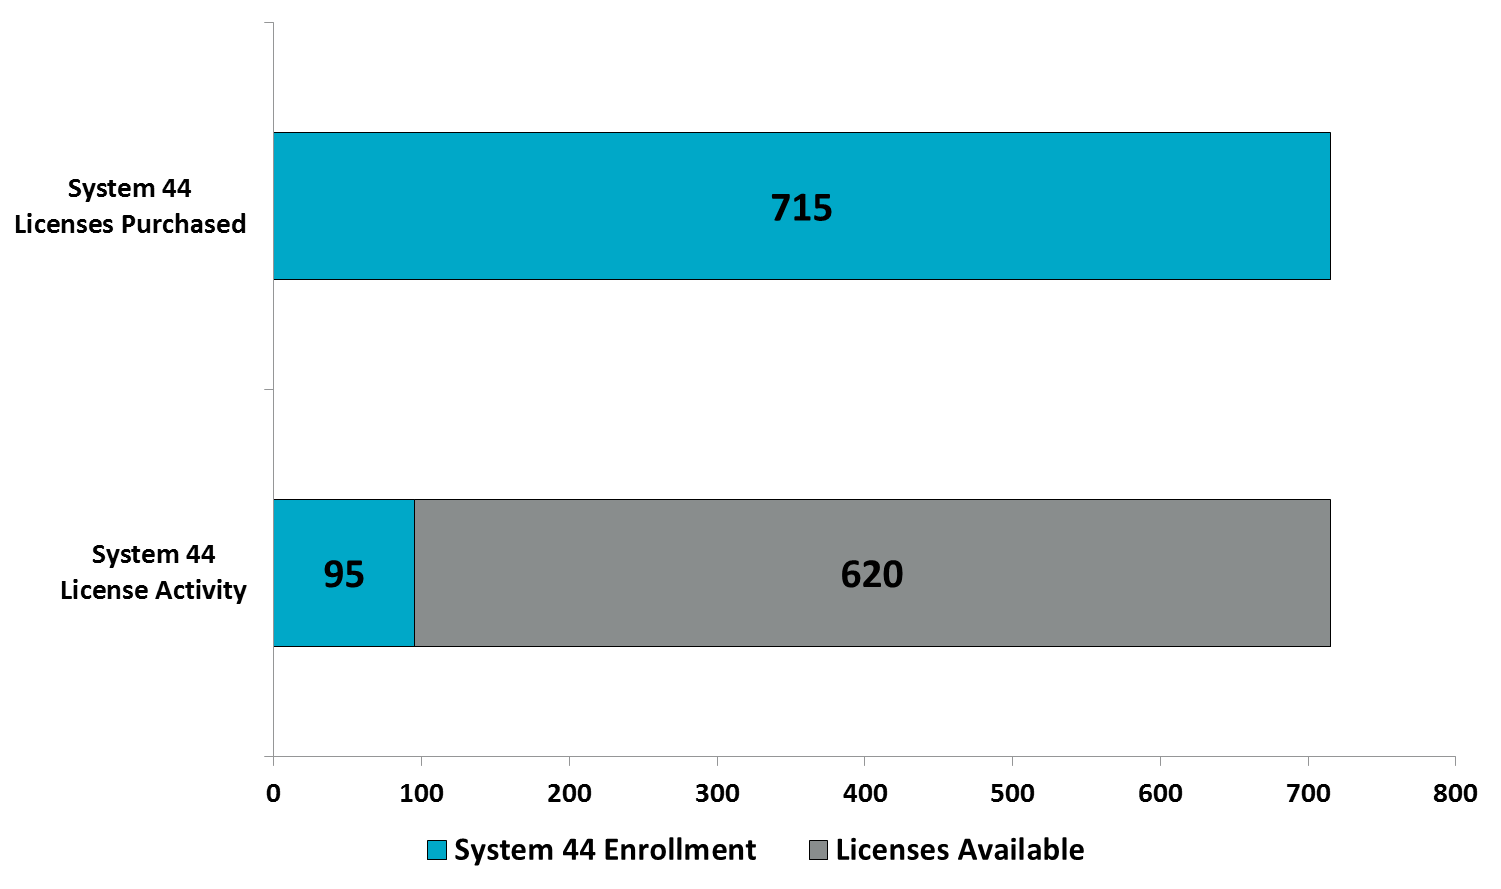 System 44
Licenses Purchased
715
System 44
License Activity
95 620
0 100 200 300 400 500 600 700 800
System 44 Enrollment Licenses Available